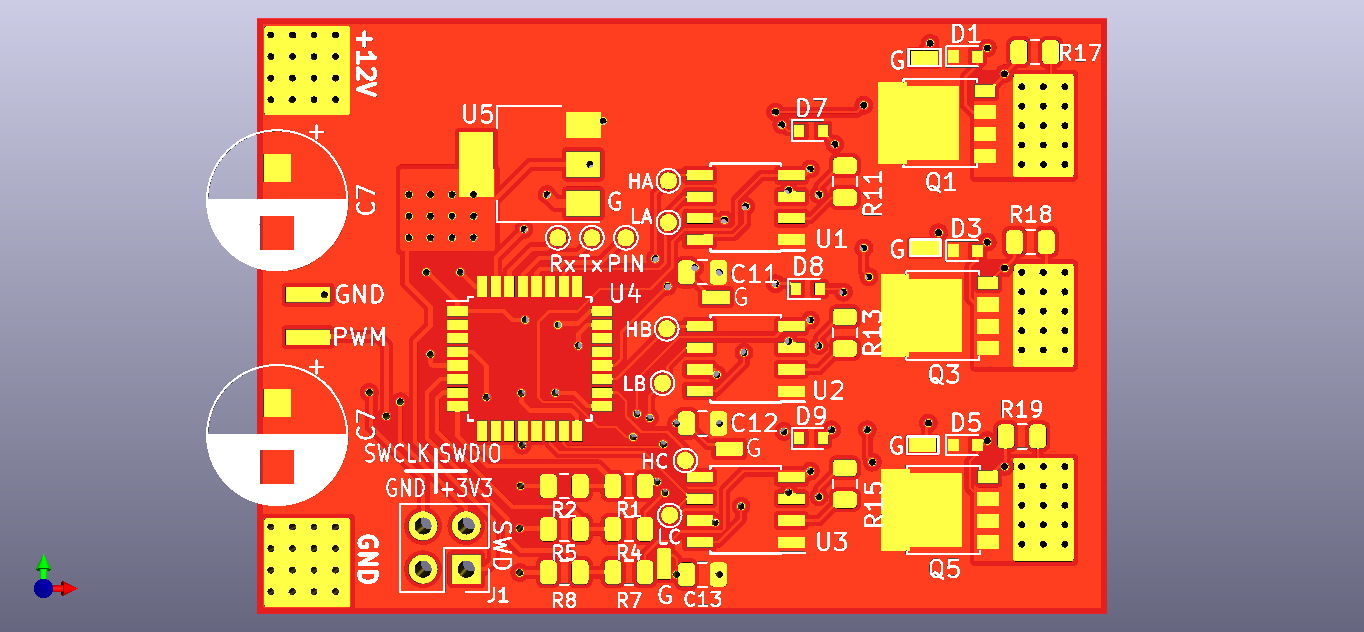 +12V
D1
G
R17
U5
D7
+
HA
Q1
C7
R11
G
LA
R18
U1
D3
G
Rx Tx PIN
C11
D8
GND
U4
G
PWM
HB
R13
+
Q3
LB
U2
C7
C12
D9
R19
D5
G
G
SWCLK SWDIO
HC
GND +3V3
R2
R1
R15
SWD
LC
U3
GND
R5
R4
Q5
J1
R8
R7
G
C13